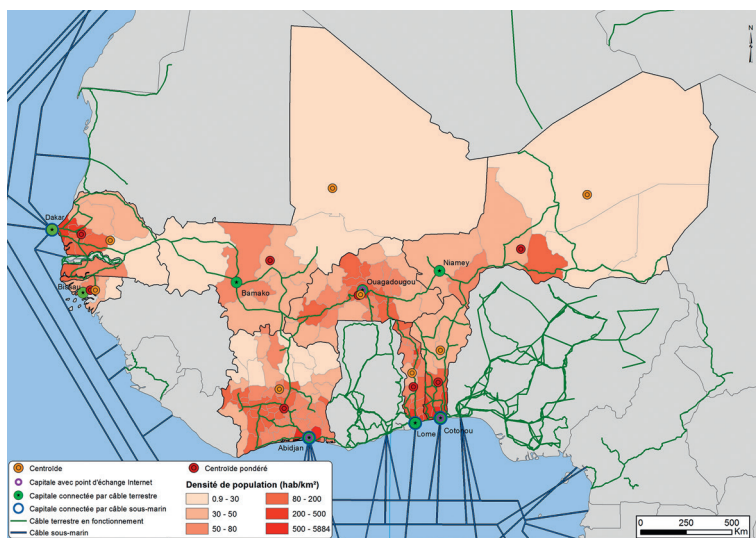 N
Dakar
Niamey
Bissau
Bamako
Ouagadougou
Abidjan
Lome
Cotonou
Centroïde
Centroïde pondéré
Capitale avec point d'échange Internet
Capitale connectée par câble terrestre
Capitale connectée par câble sous-marin
Câble terrestre en fonctionnement
Câble sous-marin
Densité de population (hab/km²)
0.9 - 30
80 - 200
30 - 50
200 - 500
50 - 80
500 - 5884
0 250 500
Km